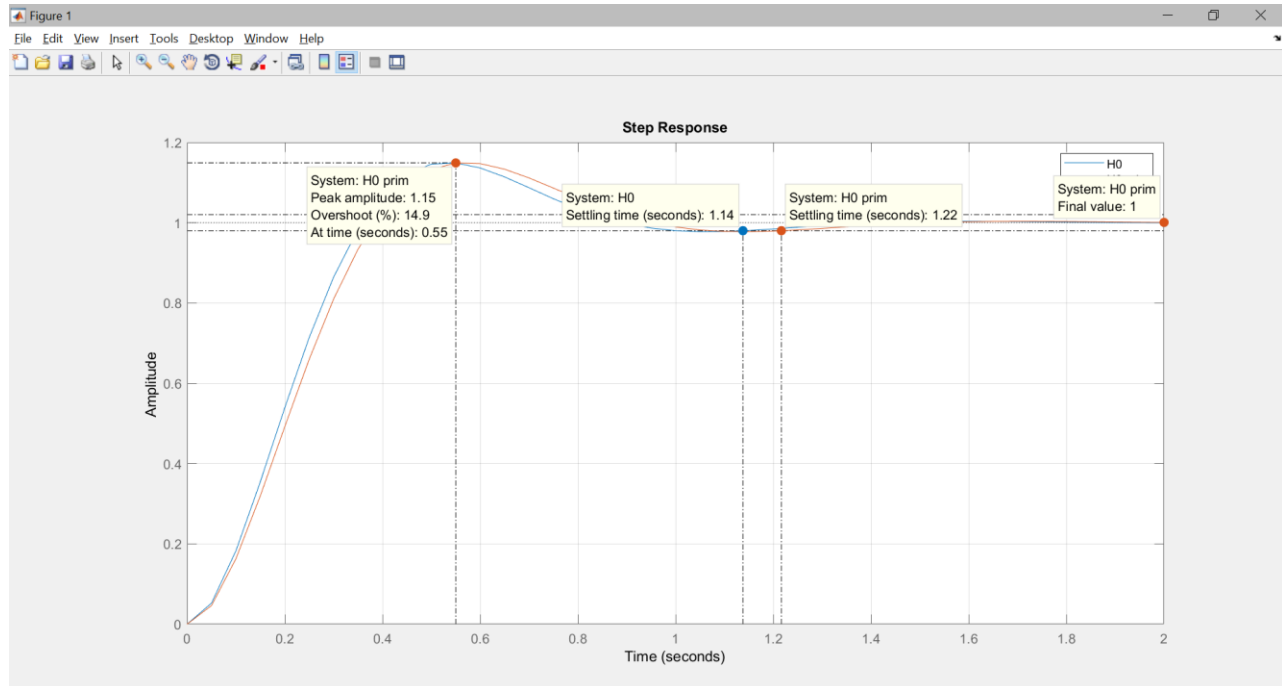 Figure 1
File Edit View Insert Tools Desktop Window Help
Step Response
1.2
H0
System: H0 prim
Peak amplitude: 1.15
Overshoot (%): 14.9
At time (seconds): 0.55
System: H0
Settling time (seconds): 1.14
System: H0 prim
Settling time (seconds): 1.22
System: H0 prim
Final value: 1
1
0.8
0.6
0.4
0.2
0
Amplitude
0 0.2 0.4 0.6 0.8 1 1.2 1.4 1.6 1.8 2
Time (seconds)